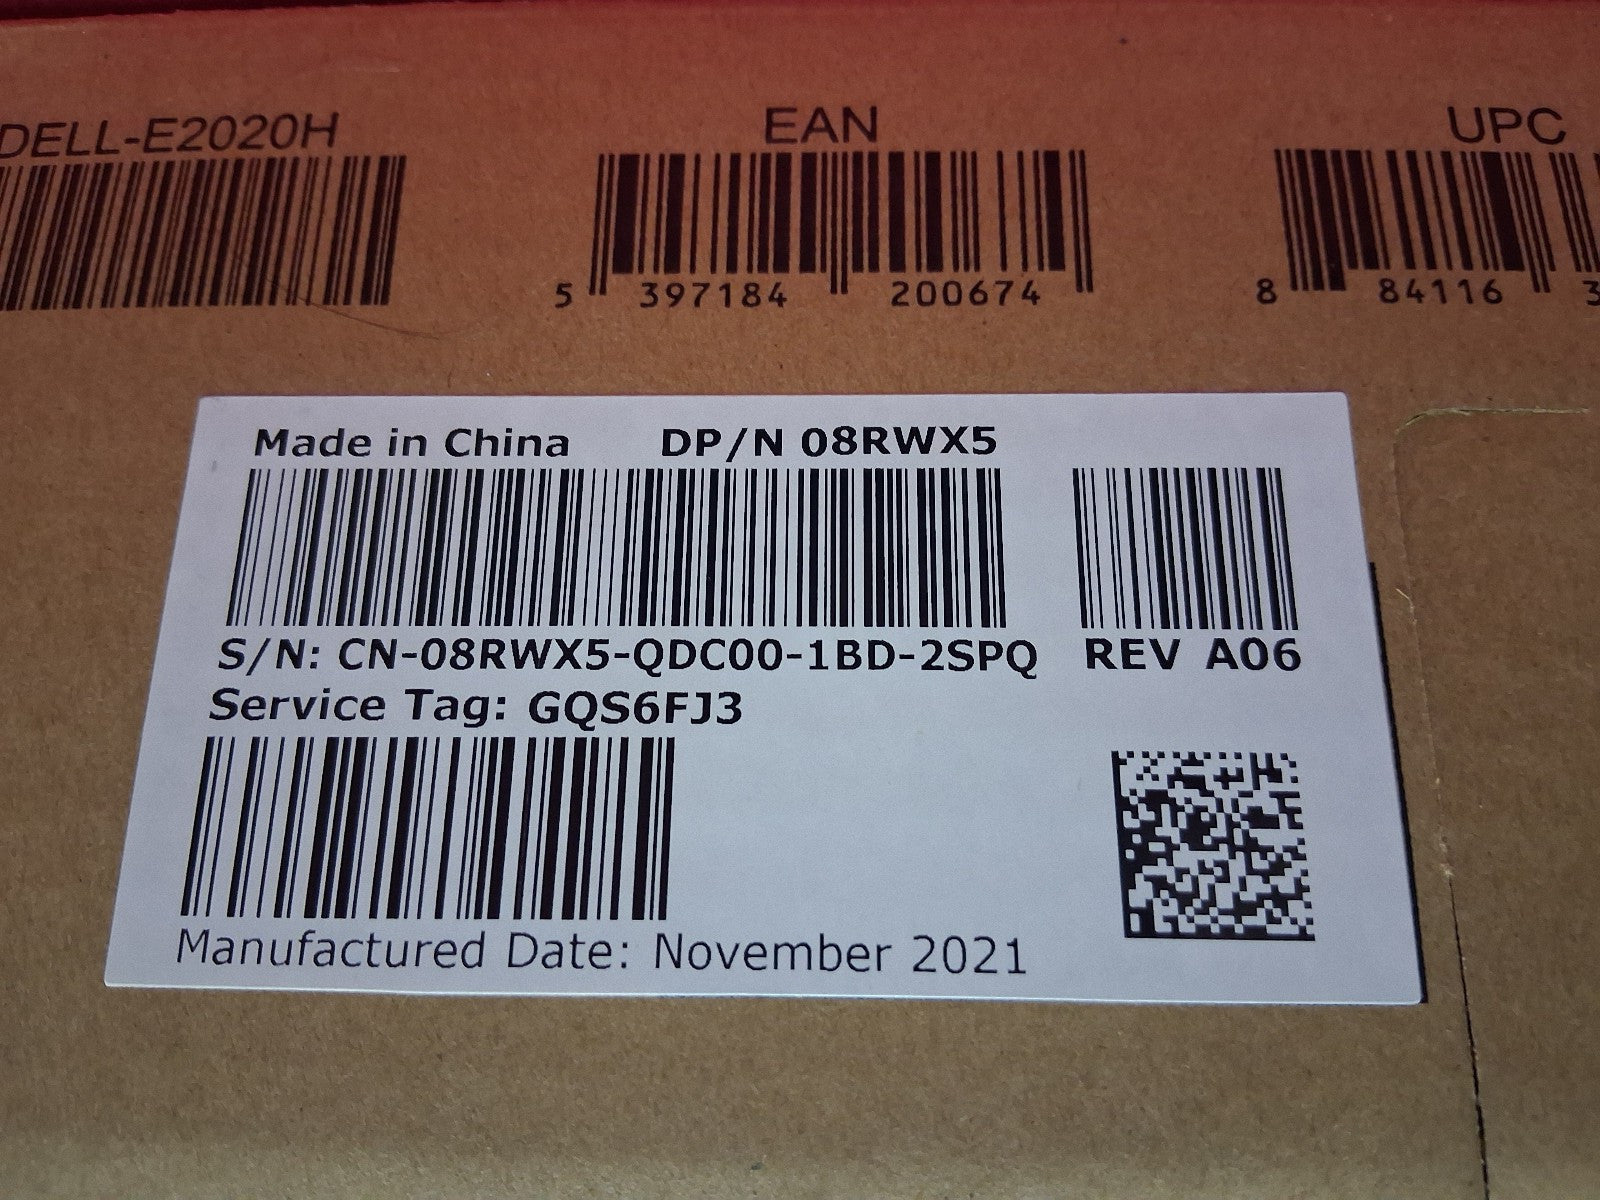 DELL-E2020H
EAN
UPC
5 397184 200674
8 84116 3
Made in China DP/N 08RWX5
S/N: CN-08RWX5-QDC00-1BD-2SPQ REV A06
Service Tag: GQS6FJ3
Manufactured Date: November 2021